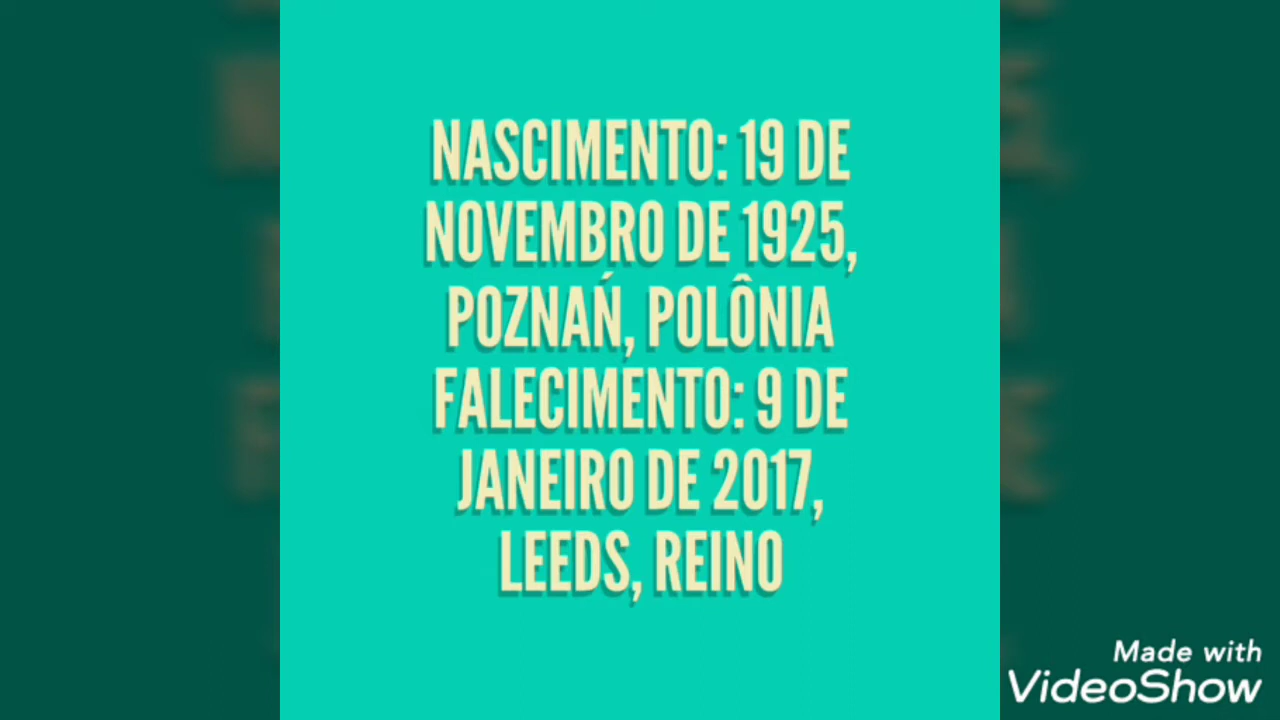 NASCIMENTO: 19 DE
NOVEMBRO DE 1925,
POZNAŃ, POLÔNIA
FALECIMENTO: 9 DE
JANEIRO DE 2017,
LEEDS, REINO
Made with
VideoShow